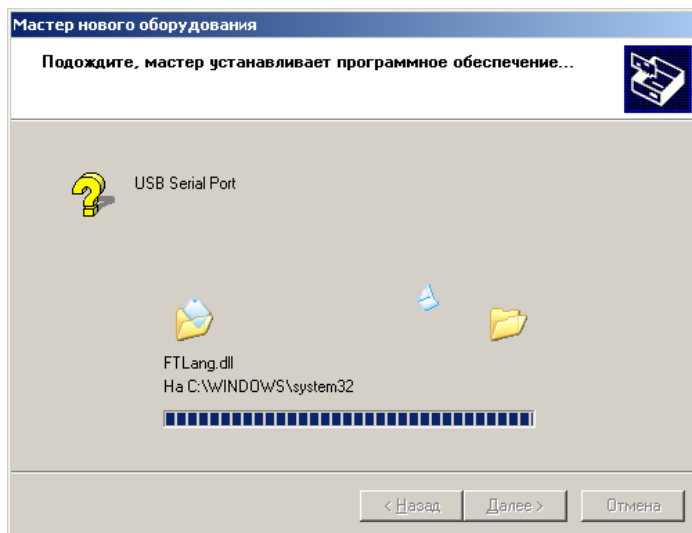 Мастер нового оборудования
Подождите, мастер устанавливает программное обеспечение...
USB Serial Port
FTLang.dll
На C:\WINDOWS\system32
< Назад
Далее >
Отмена